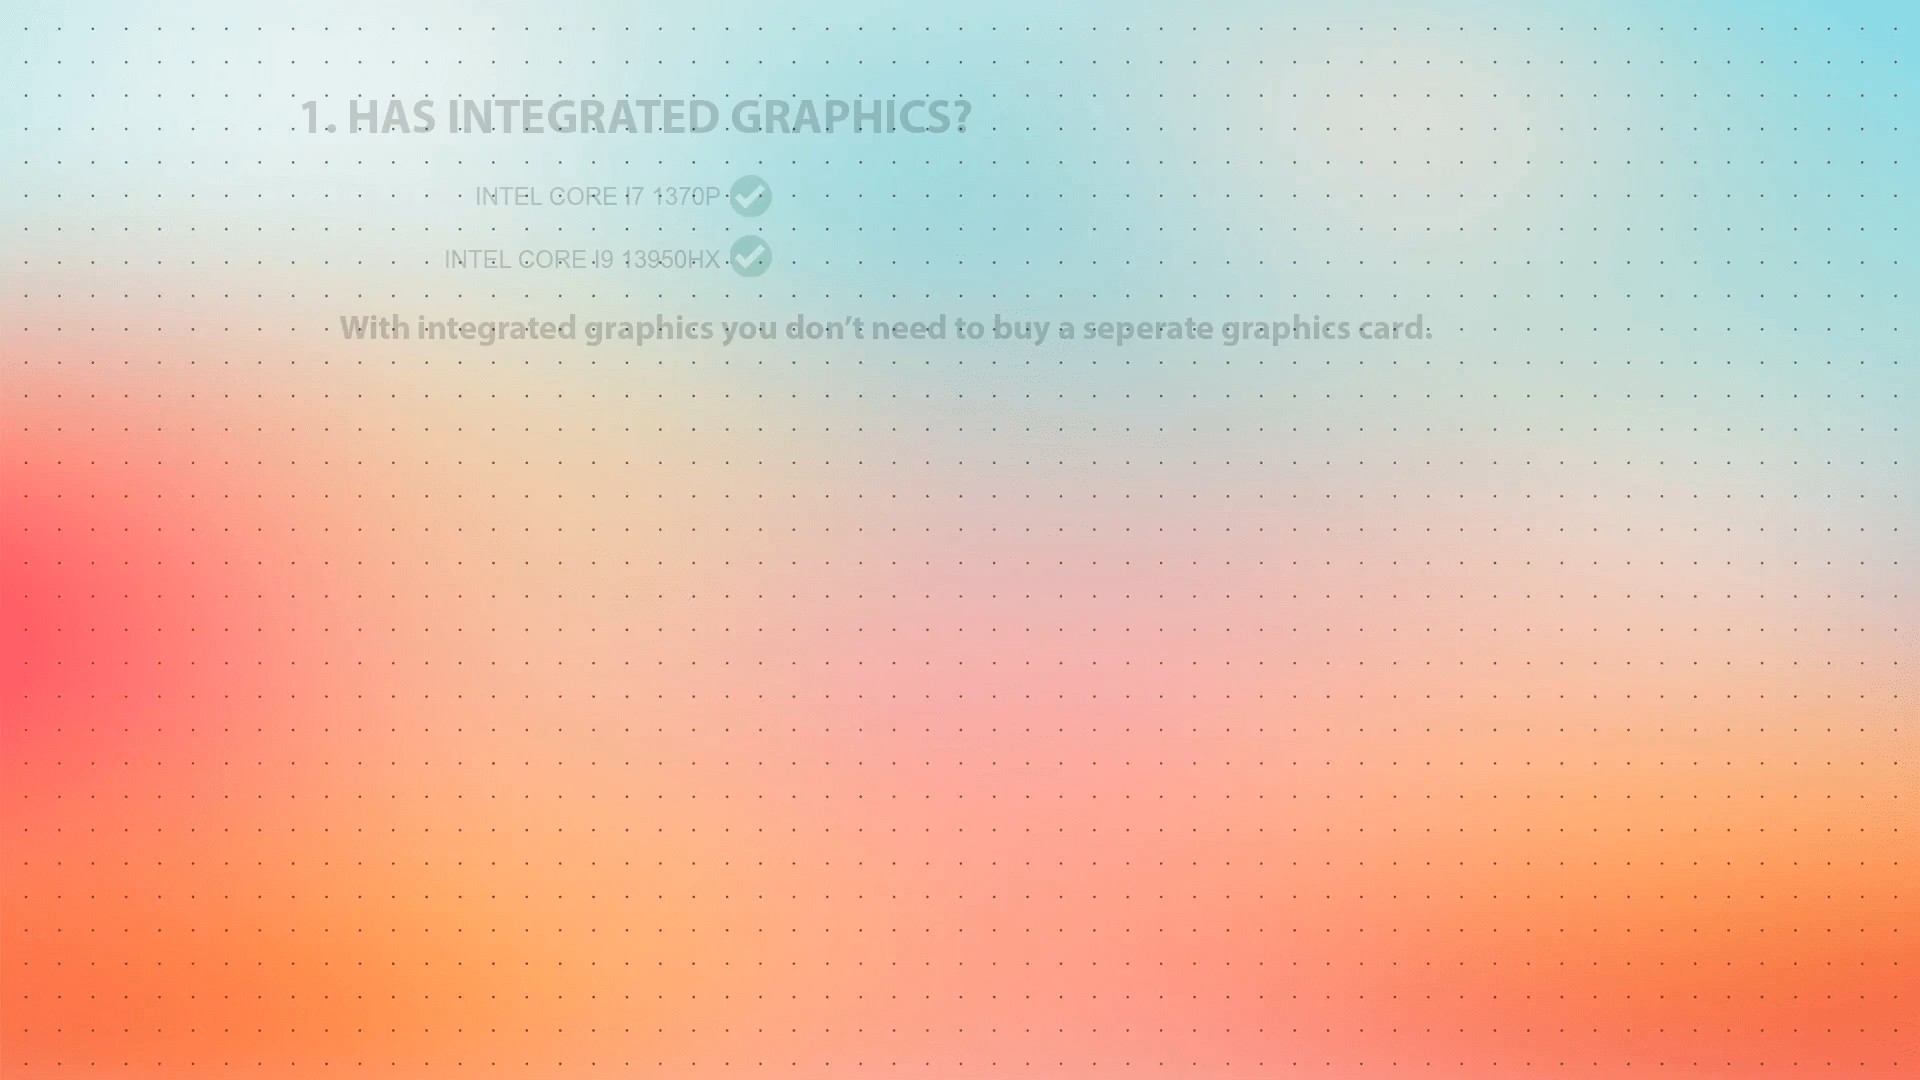 1. HAS INTEGRATED GRAPHICS?
INTEL CORE I7 1370P
INTEL CORE I9 13950HX
With integrated graphics you don't need to buy a seperate graphics card.